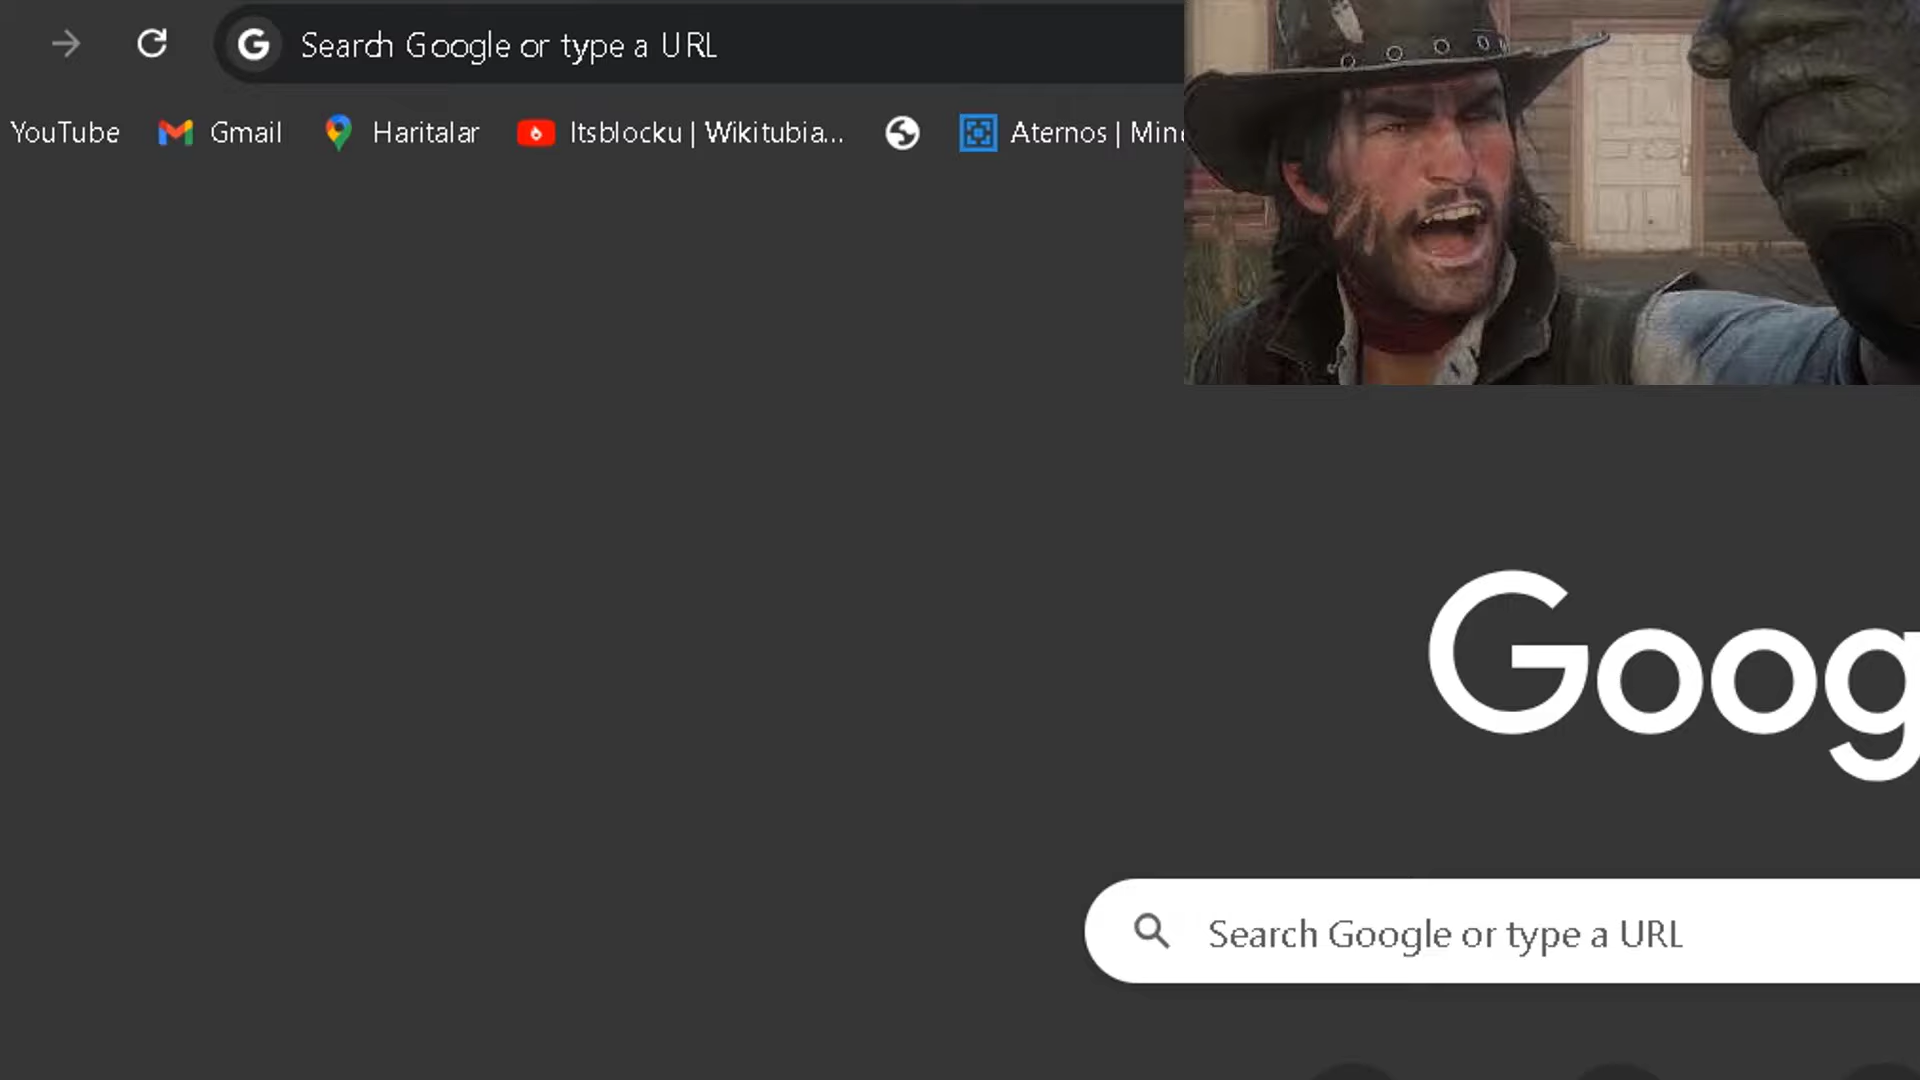 Search Google or type a URL
YouTube Gmail Haritalar Itsblocku | Wikitubia... Aternos | Min
Goog
Search Google or type a URL